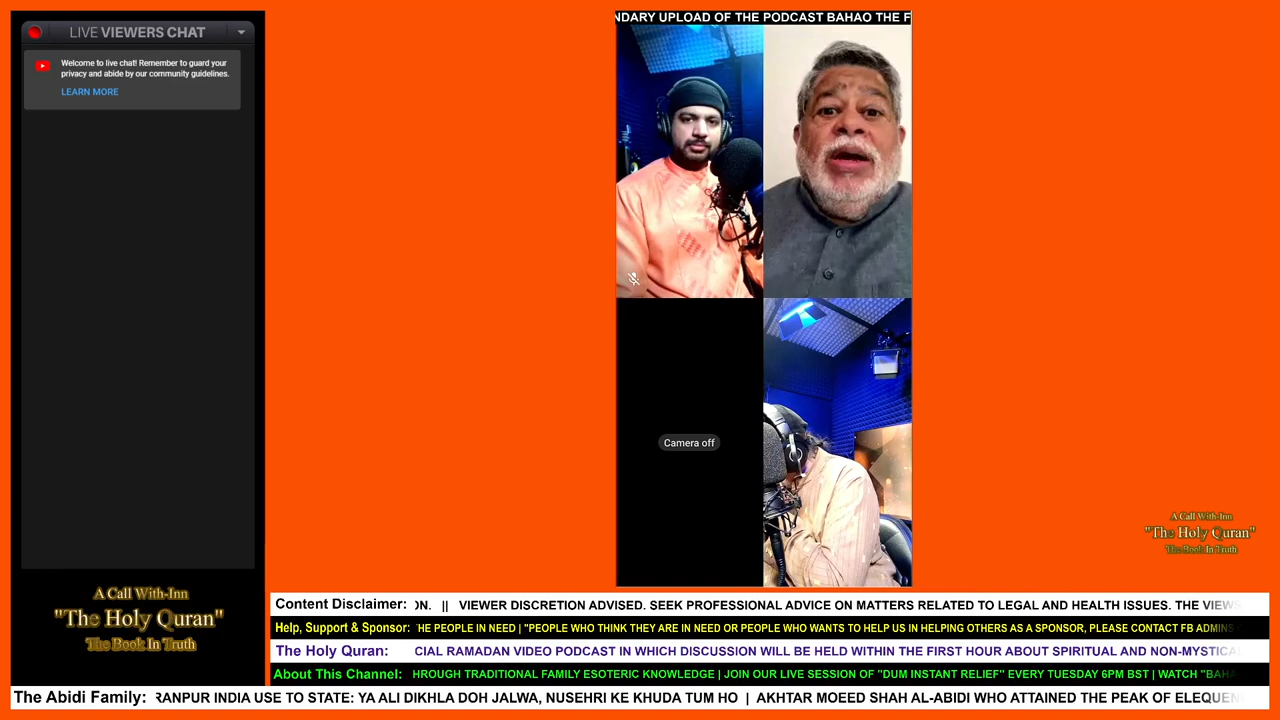 LIVE VIEWERS CHAT
Welcome to live chat! Remember to guard your
privacy and abide by our community guidelines.
LEARN MORE
NDARY UPLOAD OF THE PODCAST BAHAO THE F
Camera off
A Call With-Inn
"The Holy Quran"
The Book In Truth
A Call With-Inn
"The Holy Quran"
The Book In Truth
Content Disclaimer: ON. || VIEWER DISCRETION ADVISED. SEEK PROFESSIONAL ADVICE ON MATTERS RELATED TO LEGAL AND HEALTH ISSUES. THE VIEWS
Help, Support & Sponsor: THE PEOPLE IN NEED | "PEOPLE WHO THINK THEY ARE IN NEED OR PEOPLE WHO WANTS TO HELP US IN HELPING OTHERS AS A SPONSOR, PLEASE CONTACT FB ADMINS
The Holy Quran: CIAL RAMADAN VIDEO PODCAST IN WHICH DISCUSSION WILL BE HELD WITHIN THE FIRST HOUR ABOUT SPIRITUAL AND NON-MYSTICA
About This Channel: HROUGH TRADITIONAL FAMILY ESOTERIC KNOWLEDGE | JOIN OUR LIVE SESSION OF "DUM INSTANT RELIEF" EVERY TUESDAY 6PM BST | WATCH "BAHA
The Abidi Family: RANPUR INDIA USE TO STATE: YA ALI DIKHLA DOH JALWA, NUSEHRI KE KHUDA TUM HO | AKHTAR MOEED SHAH AL-ABIDI WHO ATTAINED THE PEAK OF ELEQUEN